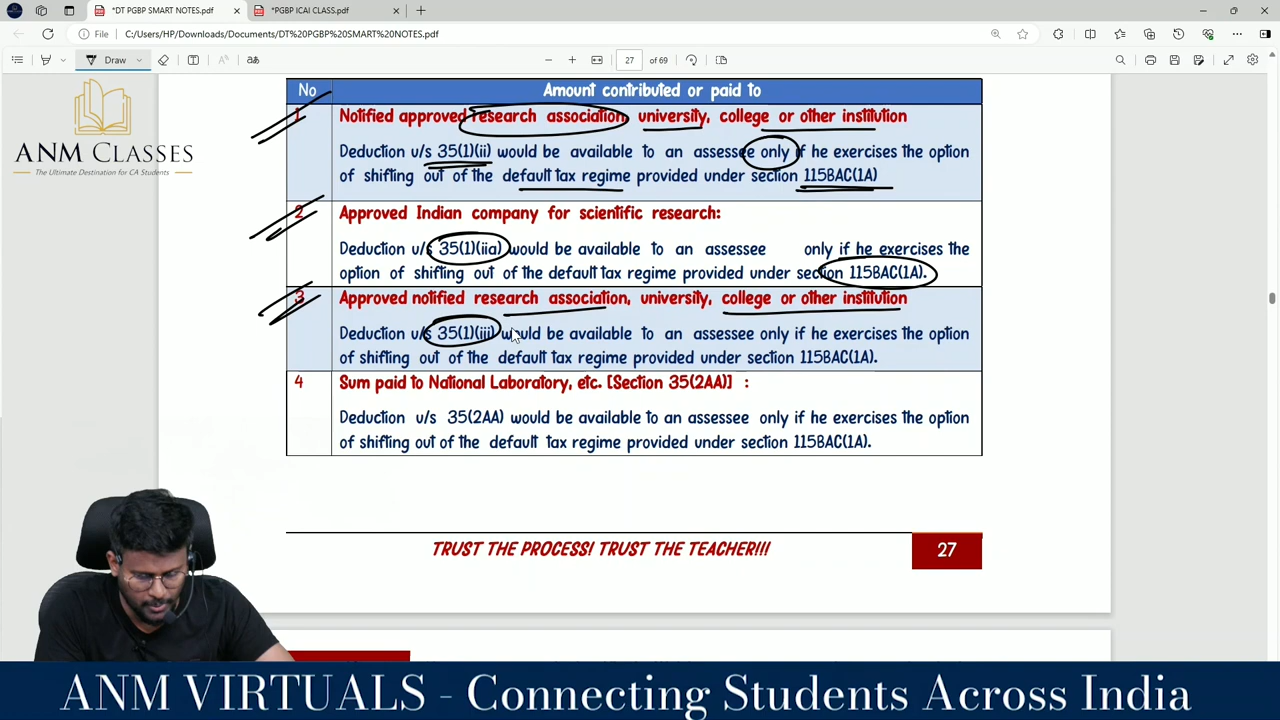 *DT PGBP SMART NOTES.pdf
*PGBP ICAI CLASS.pdf
File
C:/Users/HP/Downloads/Documents/DT%20PGBP%20SMART%20NOTES.pdf
Draw
27 of 69
ANM CLASSES
The Ultimate Destination for CA Students
No Amount contributed or paid to
1 Notified approved research association, university, college or other institution
Deduction u/s 35(1)(ii) would be available to an assessee only if he exercises the option
of shifting out of the default tax regime provided under section 115BAC(1A)
2 Approved Indian company for scientific research:
Deduction u/s 35(1)(iia) would be available to an assessee only if he exercises the
option of shifting out of the default tax regime provided under section 115BAC(1A).
3 Approved notified research association, university, college or other institution
Deduction u/s 35(1)(iii) would be available to an assessee only if he exercises the option
of shifting out of the default tax regime provided under section 115BAC(1A).
4 Sum paid to National Laboratory, etc. [Section 35(2AA)] :
Deduction u/s 35(2AA) would be available to an assessee only if he exercises the option
of shifting out of the default tax regime provided under section 115BAC(1A).
TRUST THE PROCESS! TRUST THE TEACHER!!!
27
ANM VIRTUALS - Connecting Students Across India